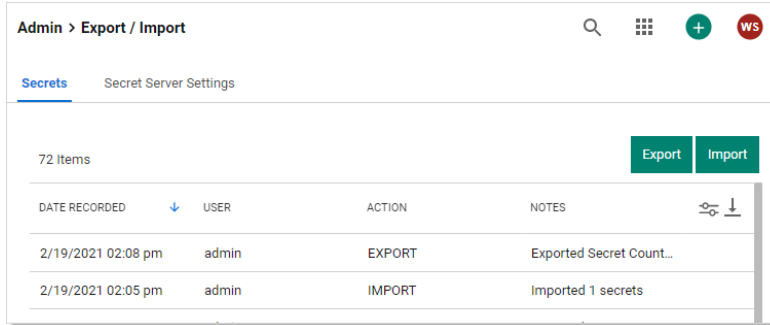 Admin > Export / Import
WS
Secrets Secret Server Settings
72 Items Export Import
DATE RECORDED USER ACTION NOTES
2/19/2021 02:08 pm admin EXPORT Exported Secret Count...
2/19/2021 02:05 pm admin IMPORT Imported 1 secrets